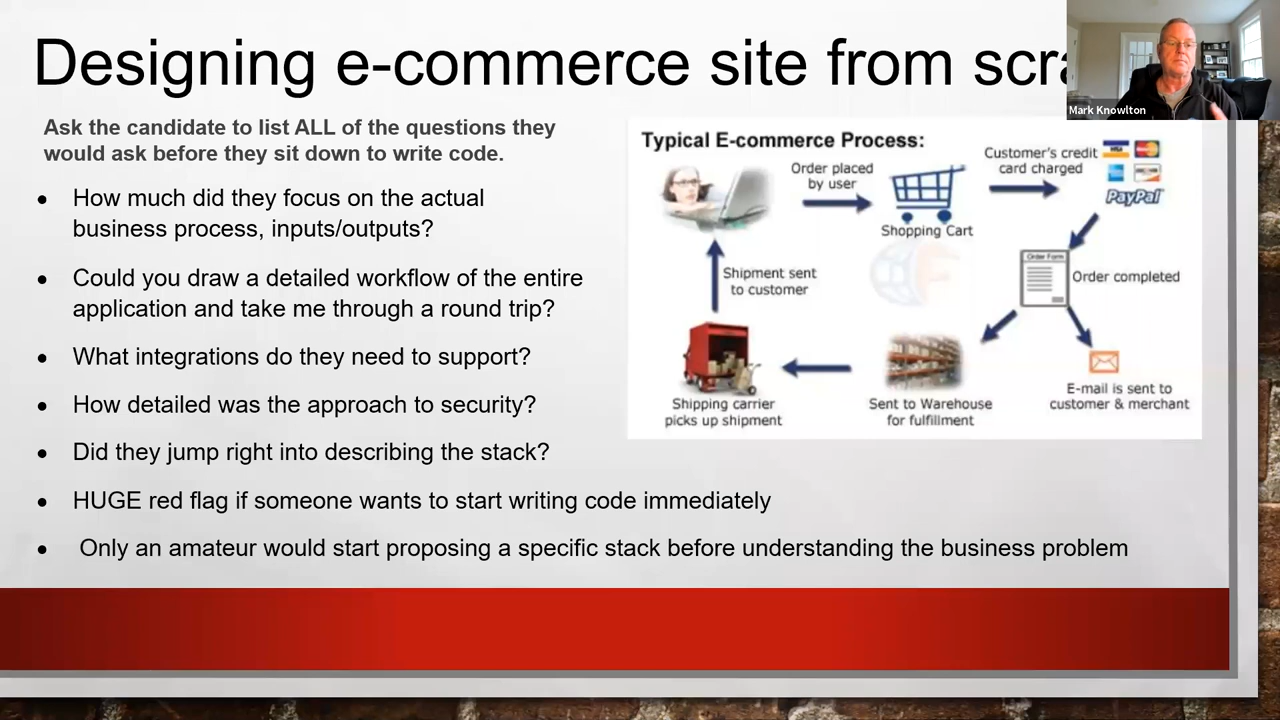 Designing e-commerce site from scra
Mark Knowlton
Ask the candidate to list ALL of the questions they
would ask before they sit down to write code.
• How much did they focus on the actual
business process, inputs/outputs?
• Could you draw a detailed workflow of the entire
application and take me through a round trip?
• What integrations do they need to support?
• How detailed was the approach to security?
• Did they jump right into describing the stack?
• HUGE red flag if someone wants to start writing code immediately
• Only an amateur would start proposing a specific stack before understanding the business problem
Typical E-commerce Process:
Order placed
by user
Shopping Cart
Customer's credit
card charged
VISA
PayPal
Order Form
Order completed
E-mail is sent to
customer & merchant
Sent to Warehouse
for fulfillment
Shipping carrier
picks up shipment
Shipment sent
to customer